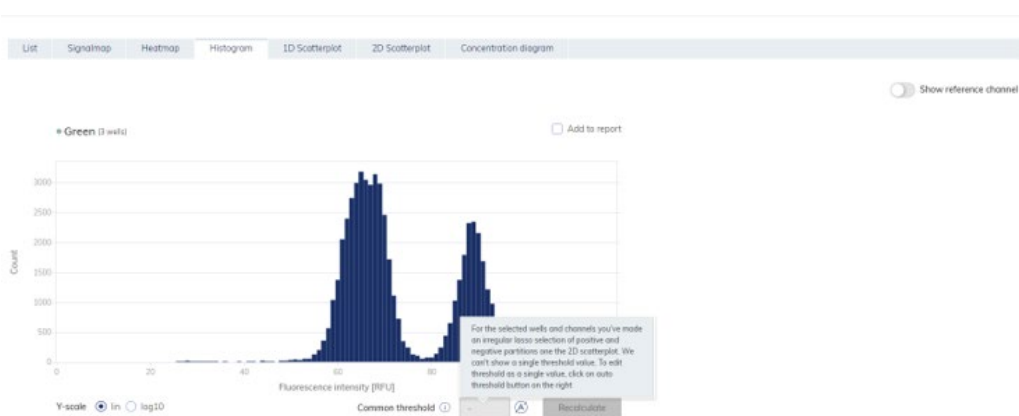 List Signalmap Heatmap Histogram 1D Scatterplot 2D Scatterplot Concentration diagram
Show reference channel
Green (3 wells)
Add to report
3000
2500
2000
1500
1000
500
0
Count
0 20 40 60 80
Fluorescence intensity [RFU]
For the selected wells and channels you've made
an irregular lasso selection of positive and
negative partitions one the 2D scatterplot. We
can't show a single threshold value. To edit
threshold as a single value, click on auto
threshold button on the right
Y-scale lin log10
Common threshold - A Recalculate